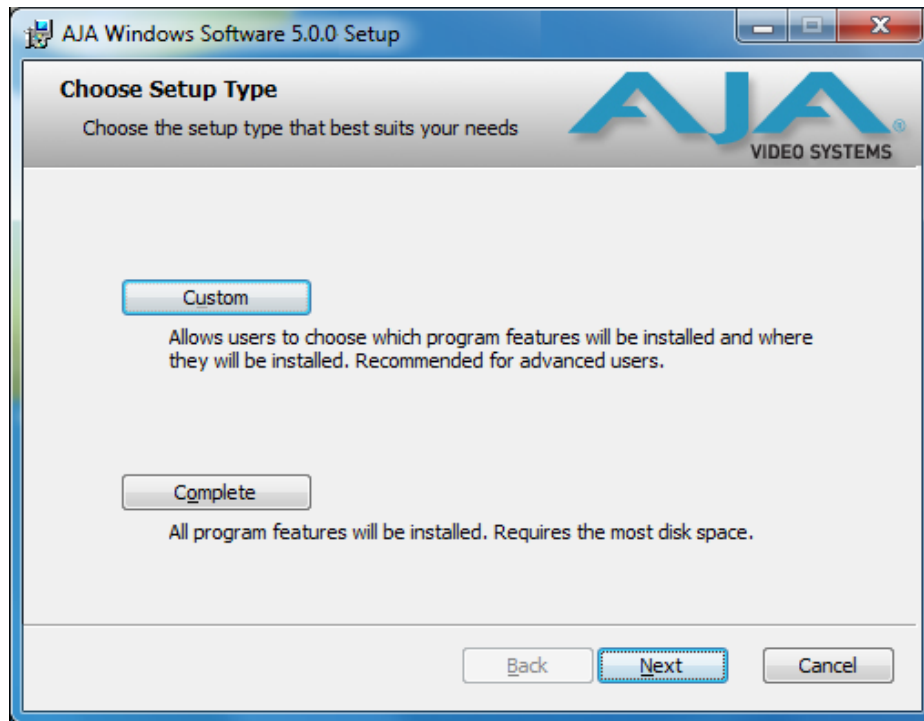 AJA Windows Software 5.0.0 Setup
Choose Setup Type
Choose the setup type that best suits your needs
AJA®
VIDEO SYSTEMS
Custom
Allows users to choose which program features will be installed and where
they will be installed. Recommended for advanced users.
Complete
All program features will be installed. Requires the most disk space.
Back
Next
Cancel